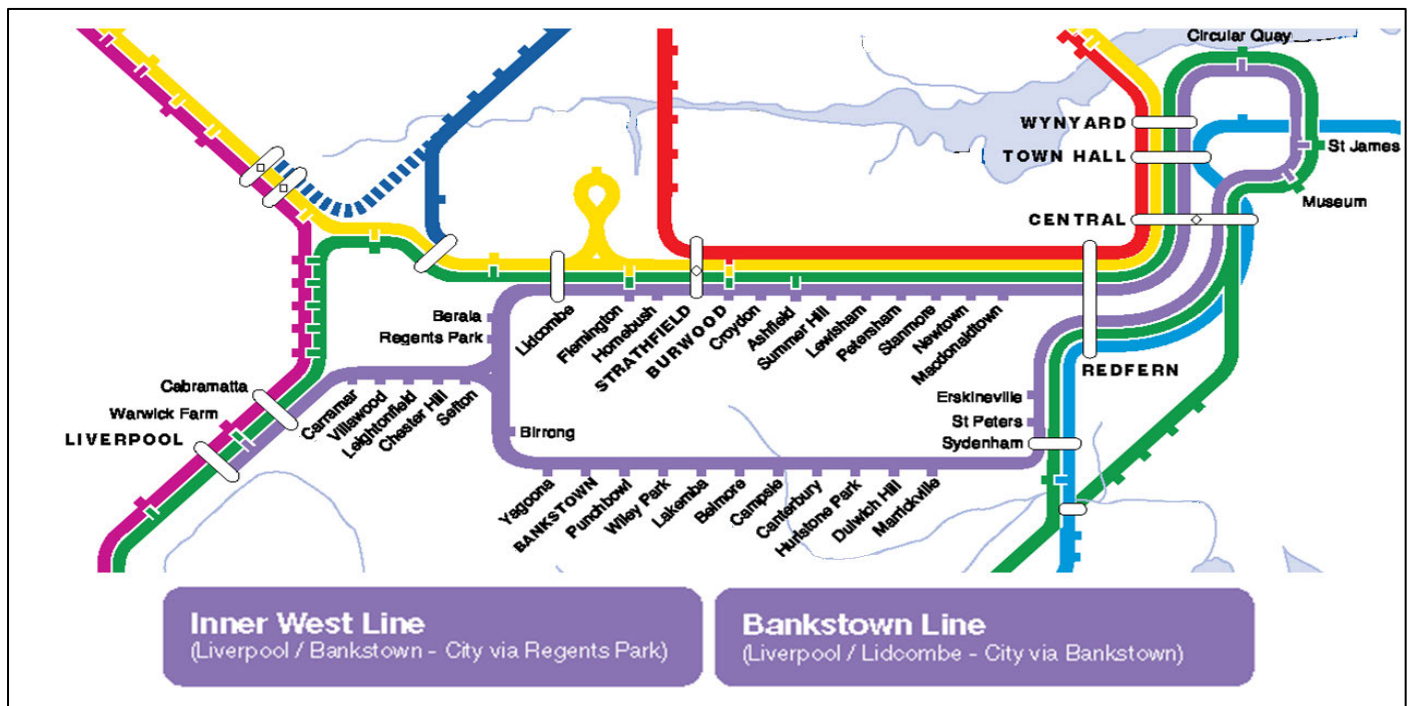 Circular Quay
WYNYARD
TOWN HALL
St James
Museum
CENTRAL
Berala
Regents Park
Lidcombe
Flemington
Homebush
STRATHFIELD
BURWOOD
Croydon
Ashfield
Summer Hill
Lewisham
Petersham
Stanmore
Newtown
Macdonaldtown
REDFERN
Cabramatta
Warwick Farm
LIVERPOOL
Carramar
Villawood
Leightonfield
Chester Hill
Sefton
Birrong
Erskineville
St Peters
Sydenham
Yagoona
BANKSTOWN
Punchbowl
Wiley Park
Lakemba
Belmore
Campsie
Canterbury
Hurlstone Park
Dulwich Hill
Marrickville
Inner West Line
(Liverpool / Bankstown - City via Regents Park)
Bankstown Line
(Liverpool / Lidcombe - City via Bankstown)